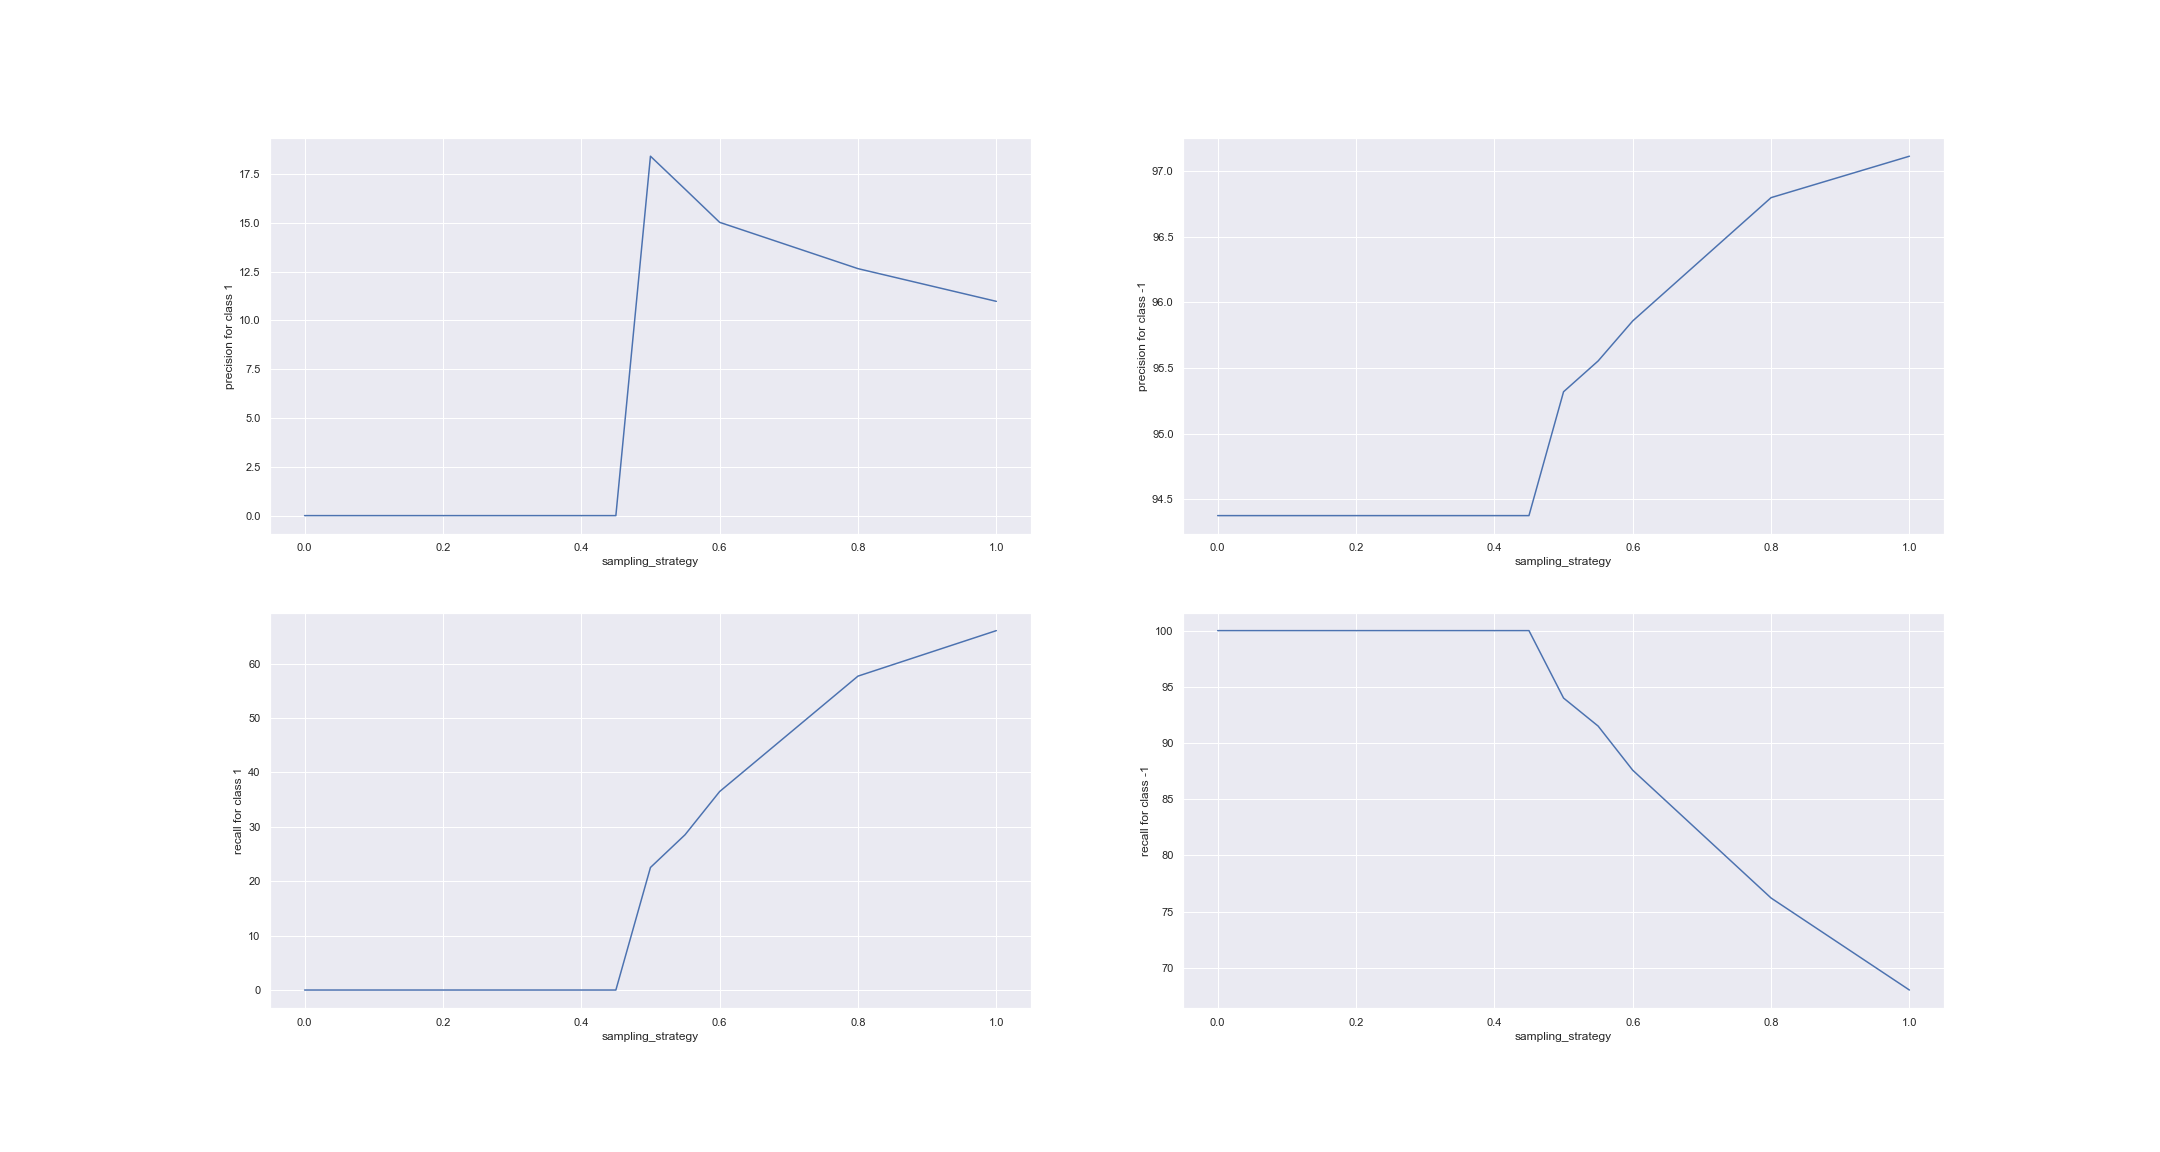 precision for class 1
17.5
15.0
12.5
10.0
7.5
5.0
2.5
0.0
0.0 0.2 0.4 0.6 0.8 1.0
sampling_strategy
precision for class -1
97.0
96.5
96.0
95.5
95.0
94.5
0.0 0.2 0.4 0.6 0.8 1.0
sampling_strategy
recall for class 1
60
50
40
30
20
10
0
0.0 0.2 0.4 0.6 0.8 1.0
sampling_strategy
recall for class -1
100
95
90
85
80
75
70
0.0 0.2 0.4 0.6 0.8 1.0
sampling_strategy